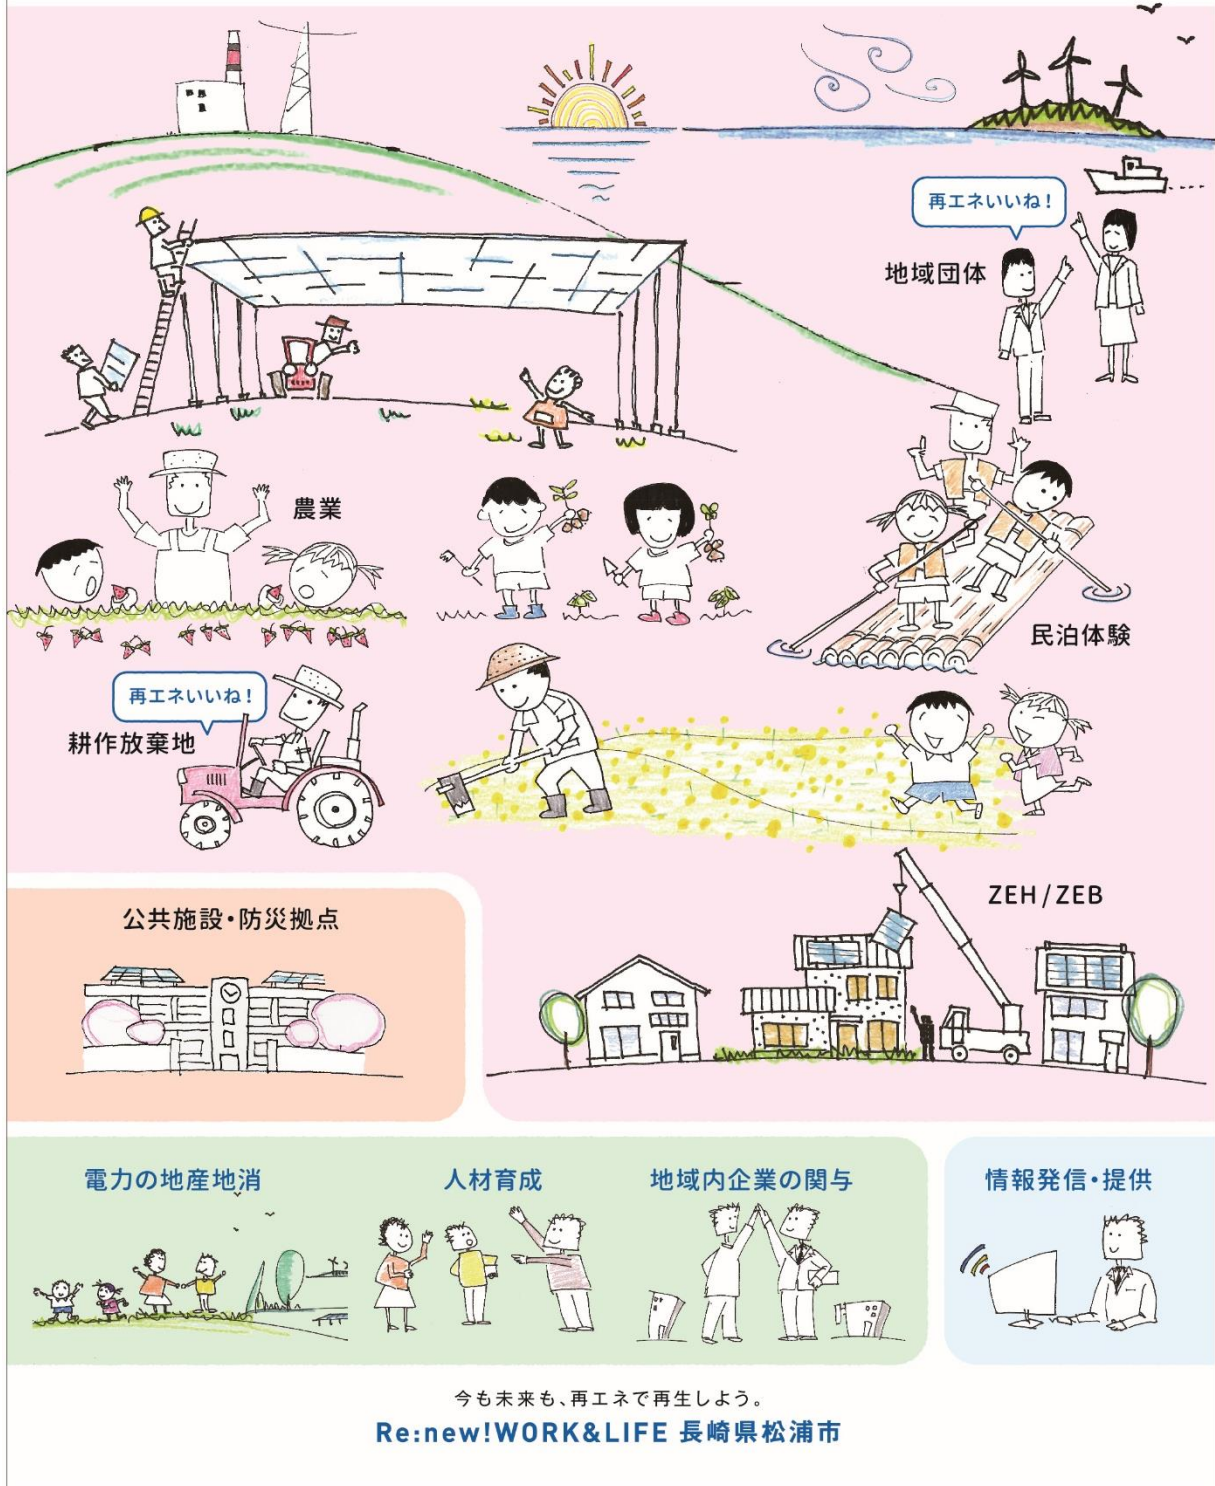 再エネいいね！
地域団体
農業
民泊体験
再エネいいね！
耕作放棄地
公共施設・防災拠点
ZEH/ZEB
電力の地産地消
人材育成
地域内企業の関与
情報発信・提供
今も未来も、再エネで再生しよう。
Re:new!WORK&LIFE 長崎県松浦市